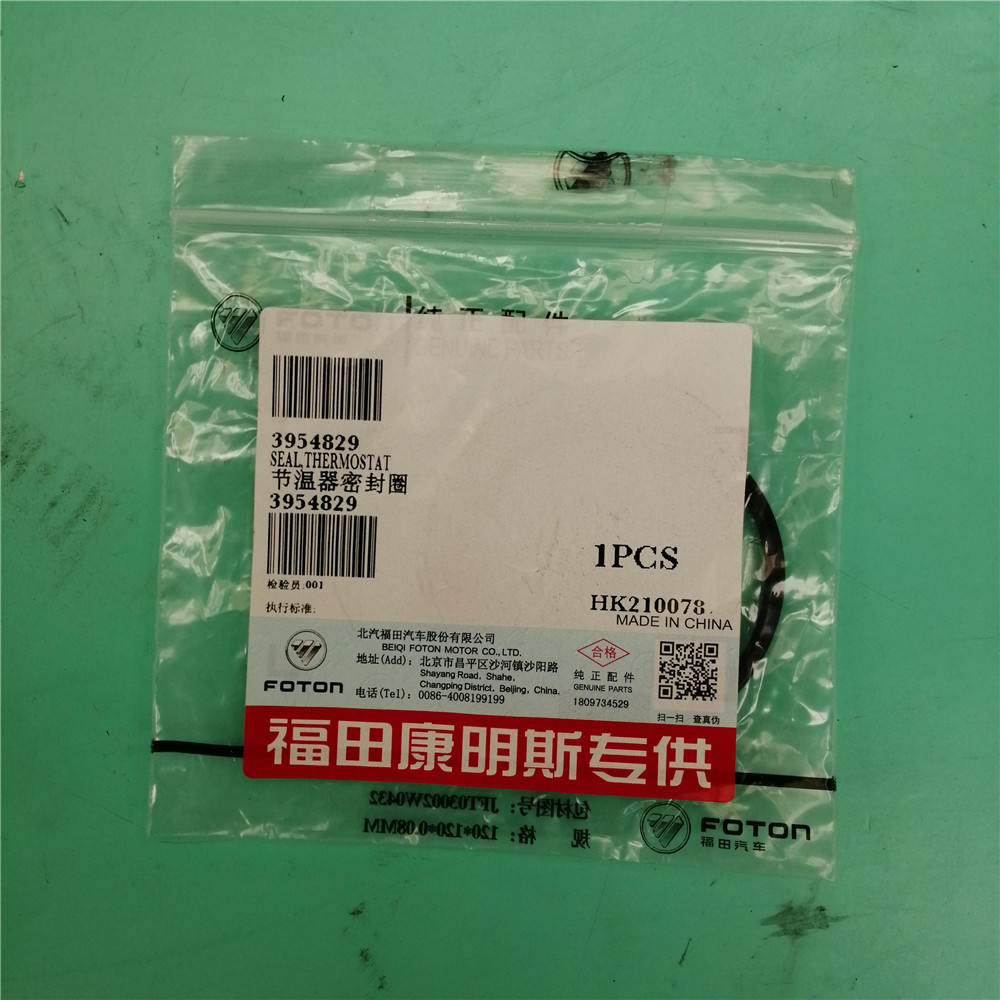 FOTON
纯正配件
GENUINE PARTS
3954829
SEAL,THERMOSTAT
节温器密封圈
3954829
1PCS
检验员:001
执行标准:
HK210078
MADE IN CHINA
北汽福田汽车股份有限公司
BEIQI FOTON MOTOR CO., LTD.
地址(Add): 北京市昌平区沙河镇沙阳路
Shayang Road, Shahe,
Changping District, Beijing, China.
电话(Tel): 0086-4008199199
FOTON
合格
纯正配件
GENUINE PARTS
1809734529
扫一扫 查真伪
福田康明斯专供
包材图号: JFT03002W0432
规 格: 120*120*0.08MM
FOTON
福田汽车